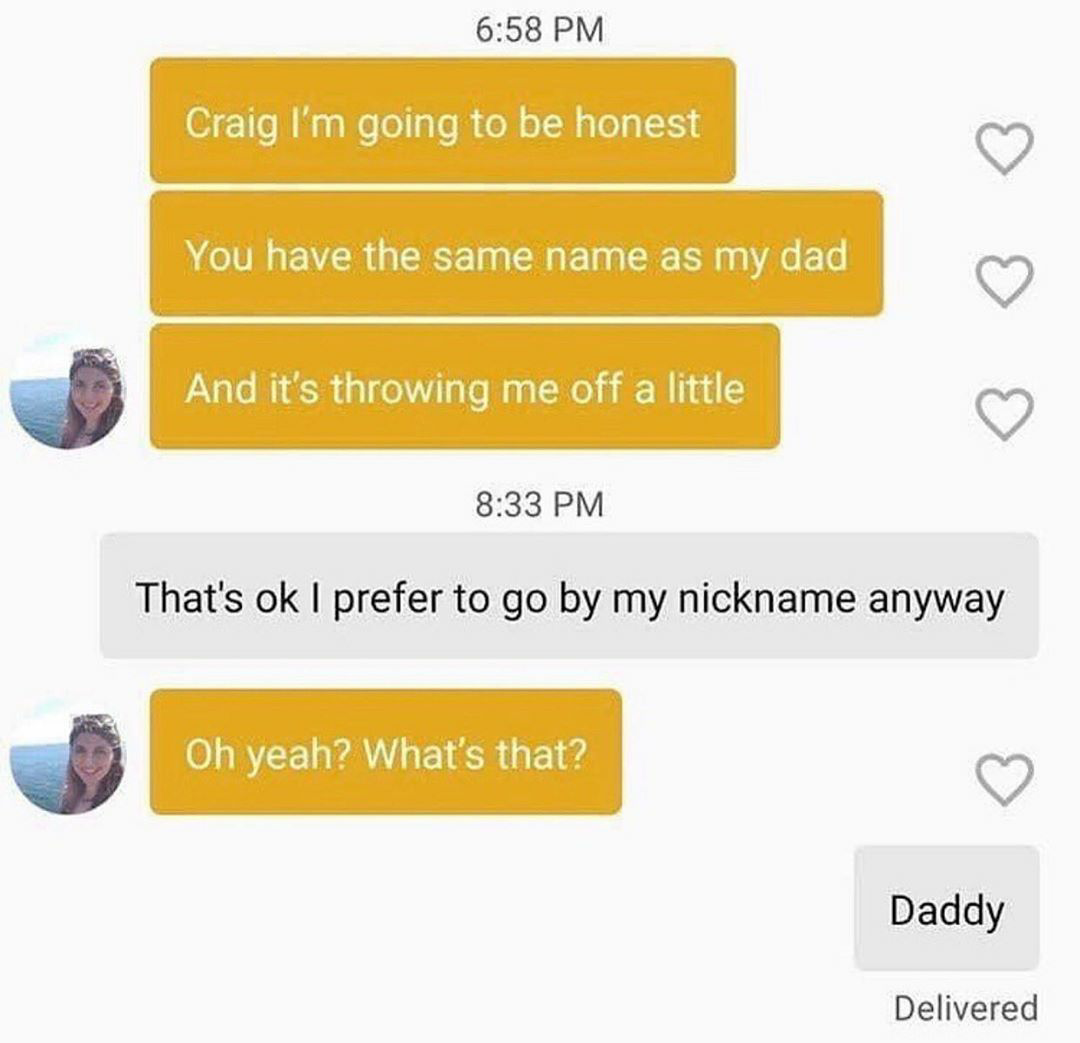 6:58 PM
Craig I'm going to be honest
You have the same name as my dad
And it's throwing me off a little
8:33 PM
That's ok I prefer to go by my nickname anyway
Oh yeah? What's that?
Daddy
Delivered